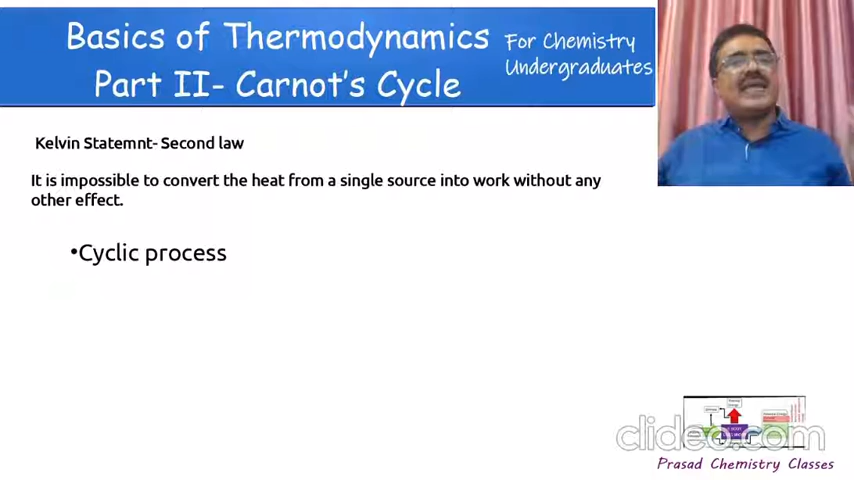 Basics of Thermodynamics
Part II- Carnot's Cycle
For Chemistry
Undergraduates
Kelvin Statemnt- Second law
It is impossible to convert the heat from a single source into work without any
other effect.
•Cyclic process
clideo.com
Prasad Chemistry Classes